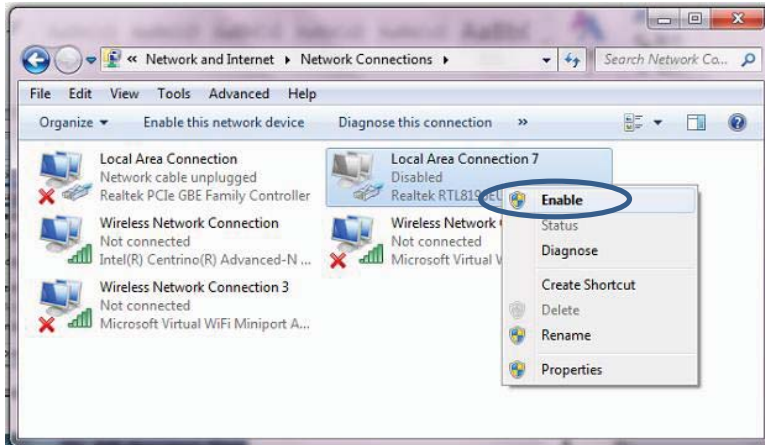 « Network and Internet ▸ Network Connections ▸
Search Network Co...
File Edit View Tools Advanced Help
Organize ▾ Enable this network device Diagnose this connection »
Local Area Connection
Network cable unplugged
Realtek PCIe GBE Family Controller
Local Area Connection 7
Disabled
Realtek
Wireless Network Connection
Not connected
Intel(R) Centrino(R) Advanced-N ...
Wireless Network
Not connected
Microsoft Virtual
Wireless Network Connection 3
Not connected
Microsoft Virtual WiFi Miniport A...
Enable
Status
Diagnose
Create Shortcut
Delete
Rename
Properties